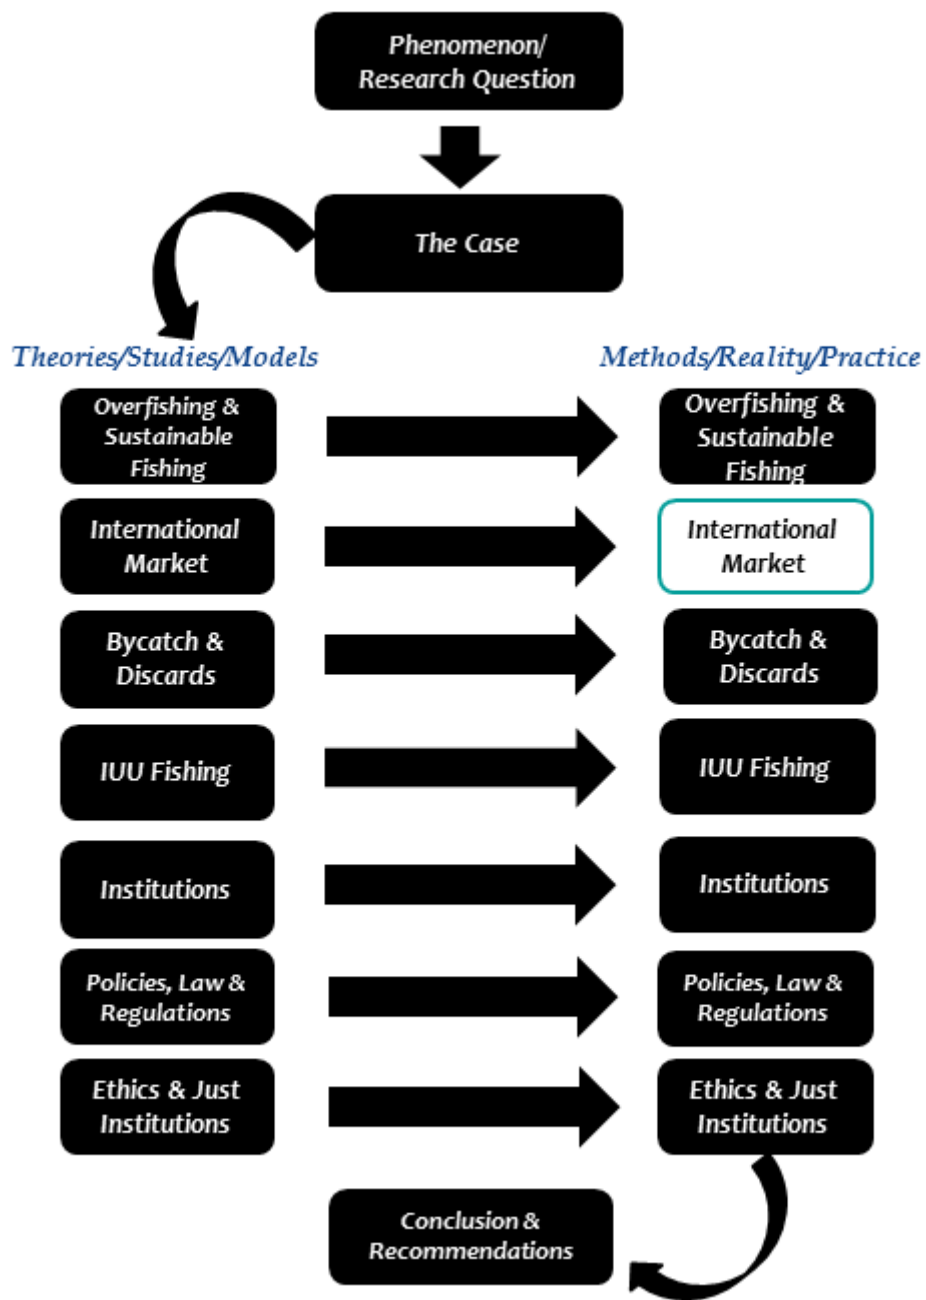 Phenomenon/
Research Question
The Case
Theories/Studies/Models
Methods/Reality/Practice
Overfishing &
Sustainable
Fishing
Overfishing &
Sustainable
Fishing
International
Market
International
Market
Bycatch &
Discards
Bycatch &
Discards
IUU Fishing
IUU Fishing
Institutions
Institutions
Policies, Law &
Regulations
Policies, Law &
Regulations
Ethics & Just
Institutions
Ethics & Just
Institutions
Conclusion &
Recommendations